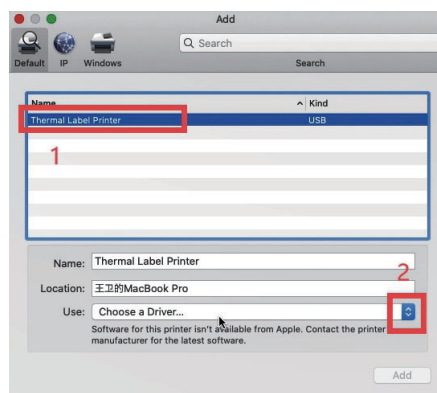 Add
Search
Default IP Windows Search
Name Kind
Thermal Label Printer USB
1
Name: Thermal Label Printer
2
Location: 王卫的MacBook Pro
Use: Choose a Driver...
Software for this printer isn't available from Apple. Contact the printer
manufacturer for the latest software.
Add